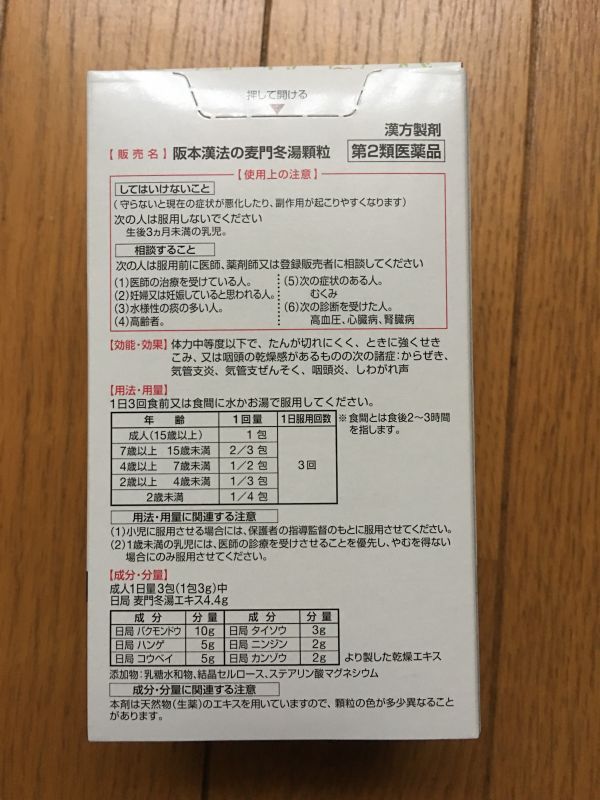 押して開ける
漢方製剤
【販売名】阪本漢法の麦門冬湯顆粒 第2類医薬品
【使用上の注意】
してはいけないこと
(守らないと現在の症状が悪化したり、副作用が起こりやすくなります)
次の人は服用しないでください
生後3ヵ月未満の乳児。
相談すること
次の人は服用前に医師、薬剤師又は登録販売者に相談してください
(1)医師の治療を受けている人。
(2)妊婦又は妊娠していると思われる人。
(3)水様性の痰の多い人。
(4)高齢者。
(5)次の症状のある人。
むくみ
(6)次の診断を受けた人。
高血圧、心臓病、腎臓病
【効能・効果】体力中等度以下で、たんが切れにくく、ときに強くせき
こみ、又は咽頭の乾燥感があるものの次の諸症:からぜき、
気管支炎、気管支ぜんそく、咽頭炎、しわがれ声
【用法・用量】
1日3回食前又は食間に水かお湯で服用してください。
年齢 1回量 1日服用回数
成人(15歳以上) 1包 3回
7歳以上 15歳未満 2/3包
4歳以上 7歳未満 1/2包
2歳以上 4歳未満 1/3包
2歳未満 1/4包
※食間とは食後2〜3時間
を指します。
用法・用量に関連する注意
(1)小児に服用させる場合には、保護者の指導監督のもとに服用させてください。
(2)1歳未満の乳児には、医師の診療を受けさせることを優先し、やむを得ない
場合にのみ服用させてください。
【成分・分量】
成人1日量3包(1包3g)中
日局 麦門冬湯エキス4.4g
成分 分量 成分 分量
日局 バクモンドウ 10g 日局 タイソウ 3g
日局 ハンゲ 5g 日局 ニンジン 2g
日局 コウベイ 5g 日局 カンゾウ 2g より製した乾燥エキス
添加物:乳糖水和物、結晶セルロース、ステアリン酸マグネシウム
成分・分量に関連する注意
本剤は天然物(生薬)のエキスを用いていますので、顆粒の色が多少異なること
があります。